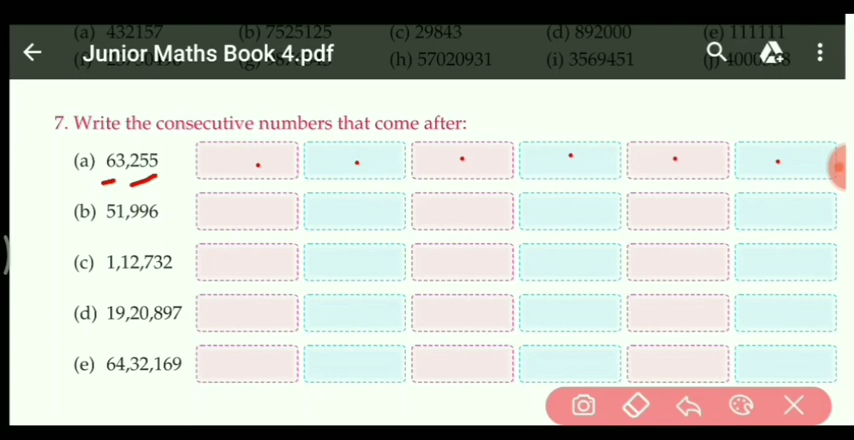 (a) 432157 (b) 7525125 (c) 29843 (d) 892000 (e) 111111
Junior Maths Book 4.pdf
(h) 57020931 (i) 3569451
7. Write the consecutive numbers that come after:
(a) 63,255
(b) 51,996
(c) 1,12,732
(d) 19,20,897
(e) 64,32,169